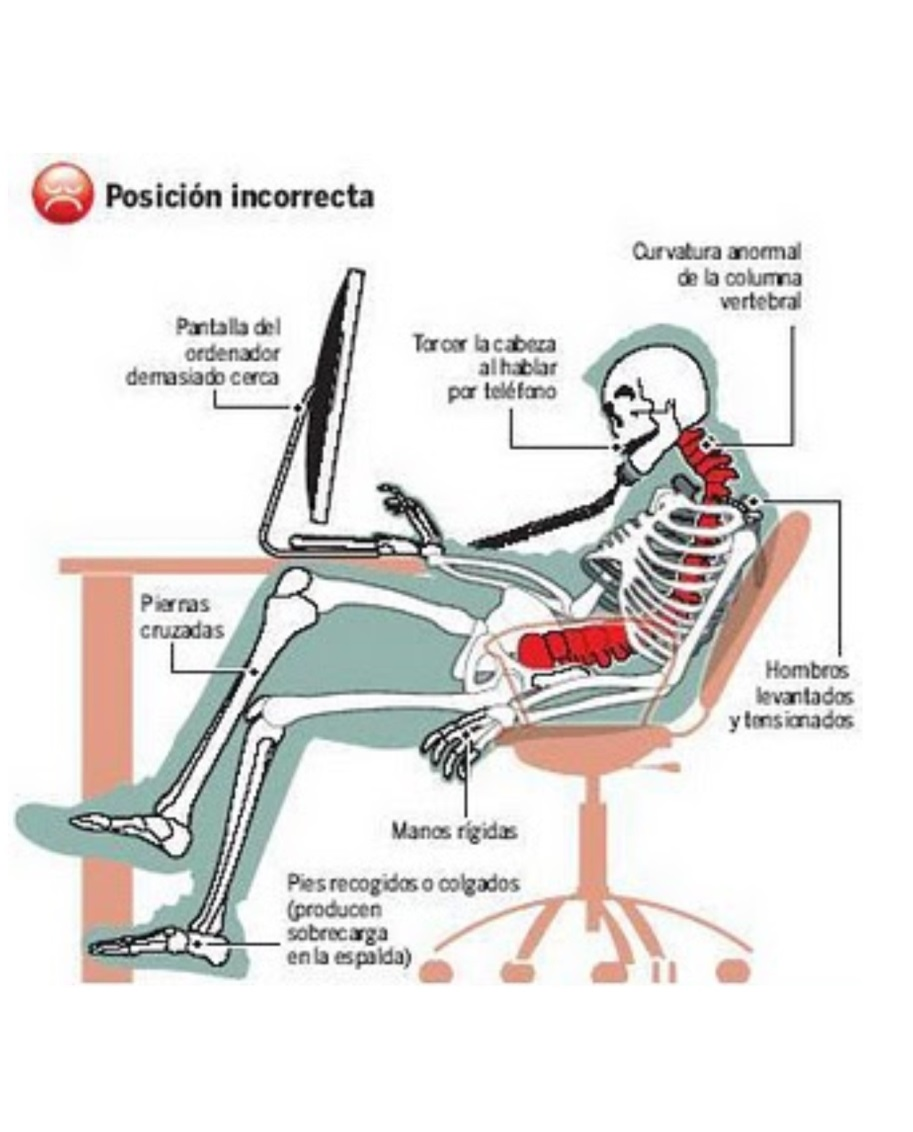 Posición incorrecta
Curvatura anormal
de la columna
vertebral
Pantalla del
ordenador
demasiado cerca
Torcer la cabeza
al hablar
por teléfono
Piernas
cruzadas
Hombros
levantados
y tensionados
Manos rígidas
Pies recogidos o colgados
(producen
sobrecarga
en la espalda)